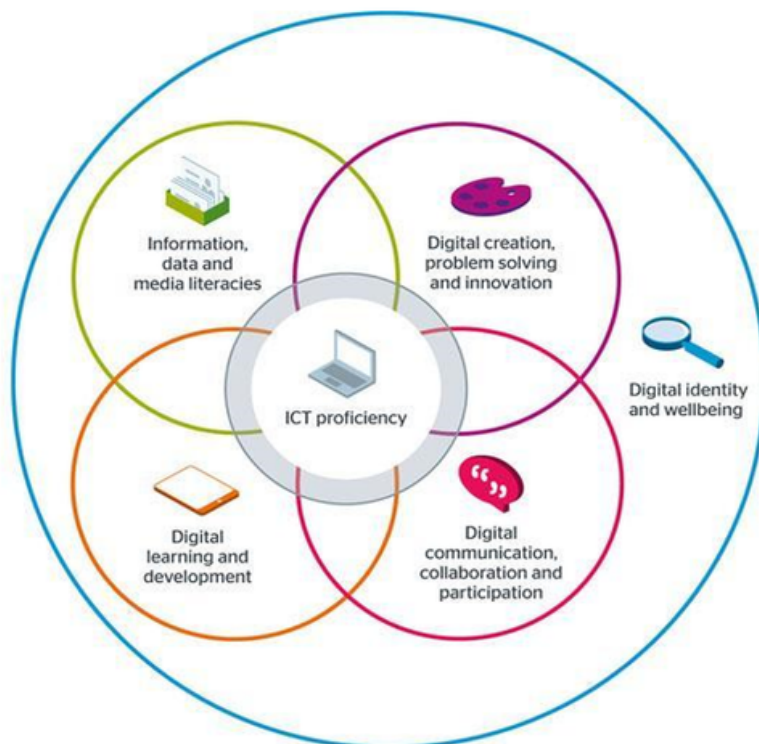 Information,
data and
media literacies
Digital creation,
problem solving
and innovation
Digital identity
and wellbeing
ICT proficiency
Digital
learning and
development
Digital
communication,
collaboration and
participation